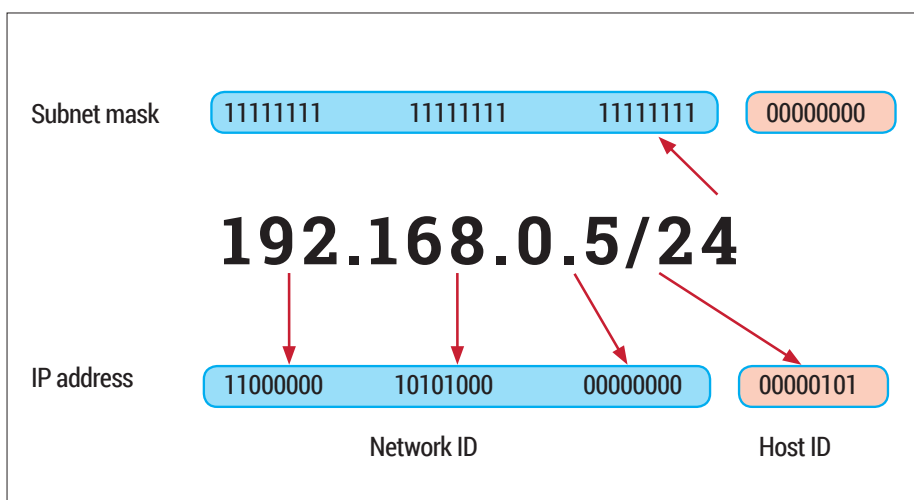 Subnet mask 11111111 11111111 11111111 00000000
192.168.0.5/24
IP address 11000000 10101000 00000000 00000101
Network ID Host ID